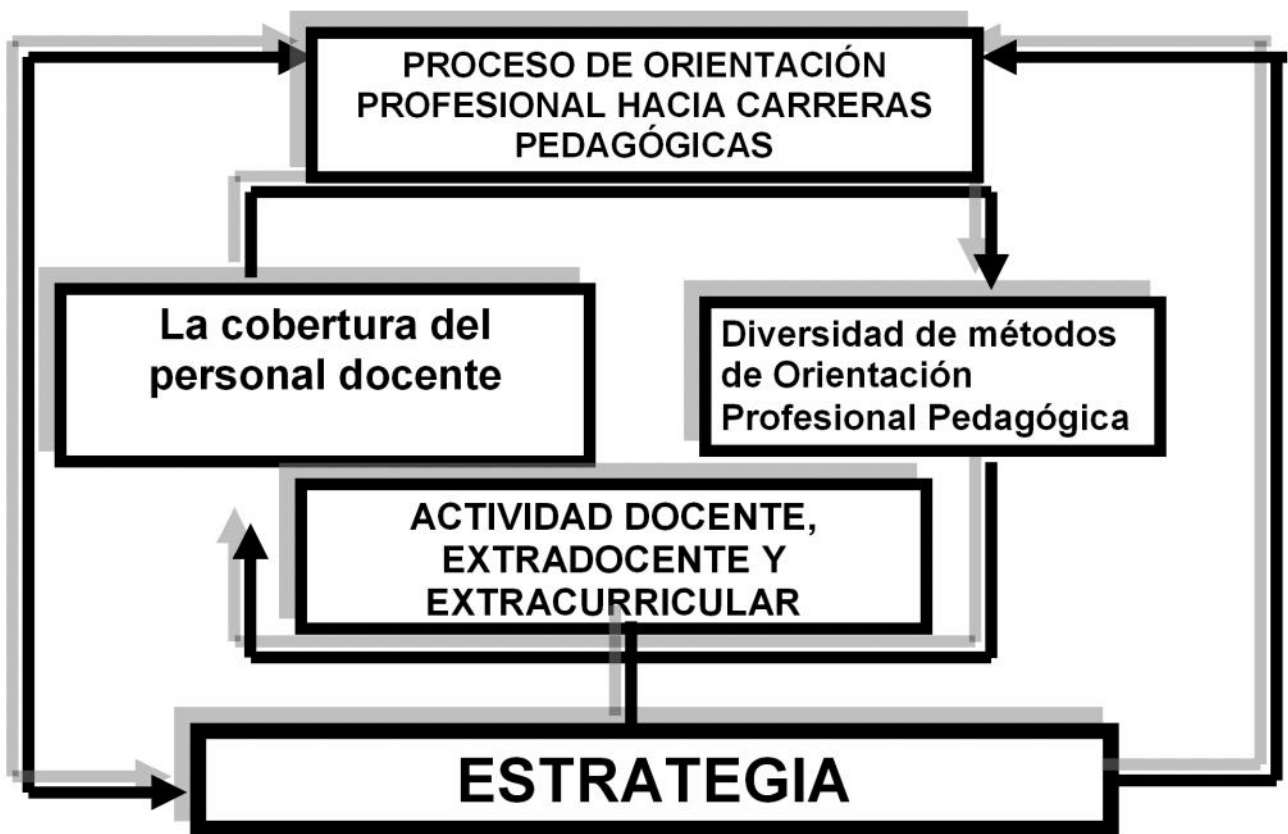 PROCESO DE ORIENTACIÓN
PROFESIONAL HACIA CARRERAS
PEDAGÓGICAS
La cobertura del
personal docente
Diversidad de métodos
de Orientación
Profesional Pedagógica
ACTIVIDAD DOCENTE,
EXTRADOCENTE Y
EXTRACURRICULAR
ESTRATEGIA